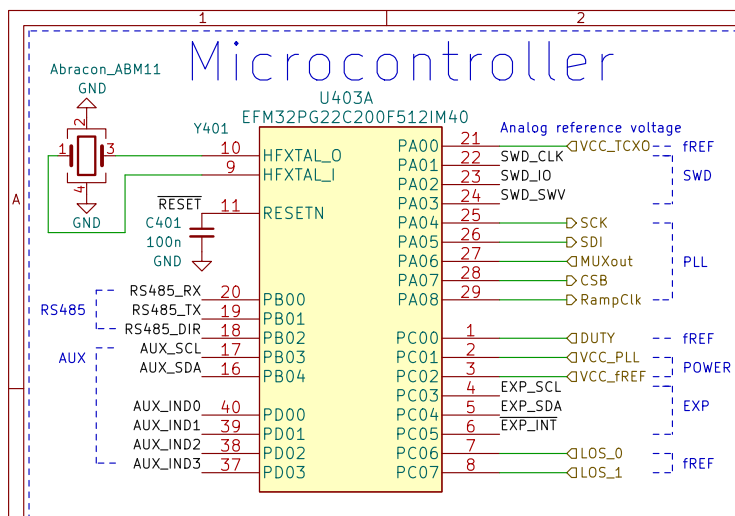 1 2
Microcontroller
Abracon_ABM11
GND
U403A
EFM32PG22C200F512IM40
Y401
2
1 3
4
GND
A
10 HFXTAL_O
9 HFXTAL_I
RESET
11 RESETN
C401
100n
GND
RS485
RS485_RX 20 PB00
RS485_TX 19 PB01
RS485_DIR 18 PB02
AUX
AUX_SCL 17 PB03
AUX_SDA 16 PB04
AUX_IND0 40 PD00
AUX_IND1 39 PD01
AUX_IND2 38 PD02
AUX_IND3 37 PD03
Analog reference voltage
PA00 21 VCC_TCXO fREF
PA01 22 SWD_CLK
PA02 23 SWD_IO SWD
PA03 24 SWD_SWV
PA04 25 SCK
PA05 26 SDI
PA06 27 MUXout PLL
PA07 28 CSB
PA08 29 RampClk
PC00 1 DUTY fREF
PC01 2 VCC_PLL POWER
PC02 3 VCC_fREF
PC03 4 EXP_SCL
PC04 5 EXP_SDA EXP
PC05 6 EXP_INT
PC06 7 LOS_0 fREF
PC07 8 LOS_1